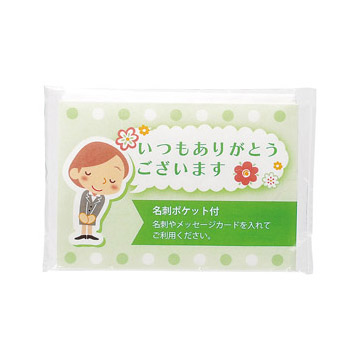 いつもありがとう
ございます
名刺ポケット付
名刺やメッセージカードを入れて
ご利用ください。